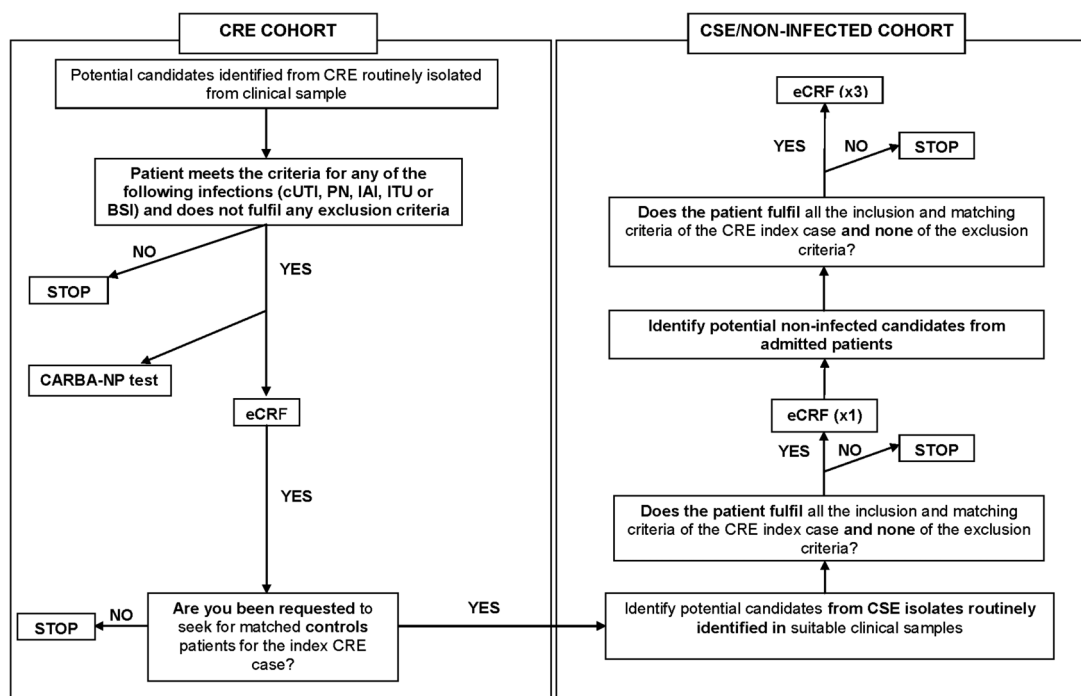 CRE COHORT
Potential candidates identified from CRE routinely isolated
from clinical sample
Patient meets the criteria for any of the
following infections (cUTI, PN, IAI, ITU or
BSI) and does not fulfil any exclusion criteria
NO
YES
STOP
CARBA-NP test
eCRF
YES
Are you been requested to
seek for matched controls
patients for the index CRE
case?
NO
STOP
YES
CSE/NON-INFECTED COHORT
eCRF (x3)
YES
NO
STOP
Does the patient fulfil all the inclusion and matching
criteria of the CRE index case and none of the exclusion
criteria?
Identify potential non-infected candidates from
admitted patients
eCRF (x1)
YES
NO
STOP
Does the patient fulfil all the inclusion and matching
criteria of the CRE index case and none of the exclusion
criteria?
Identify potential candidates from CSE isolates routinely
identified in suitable clinical samples